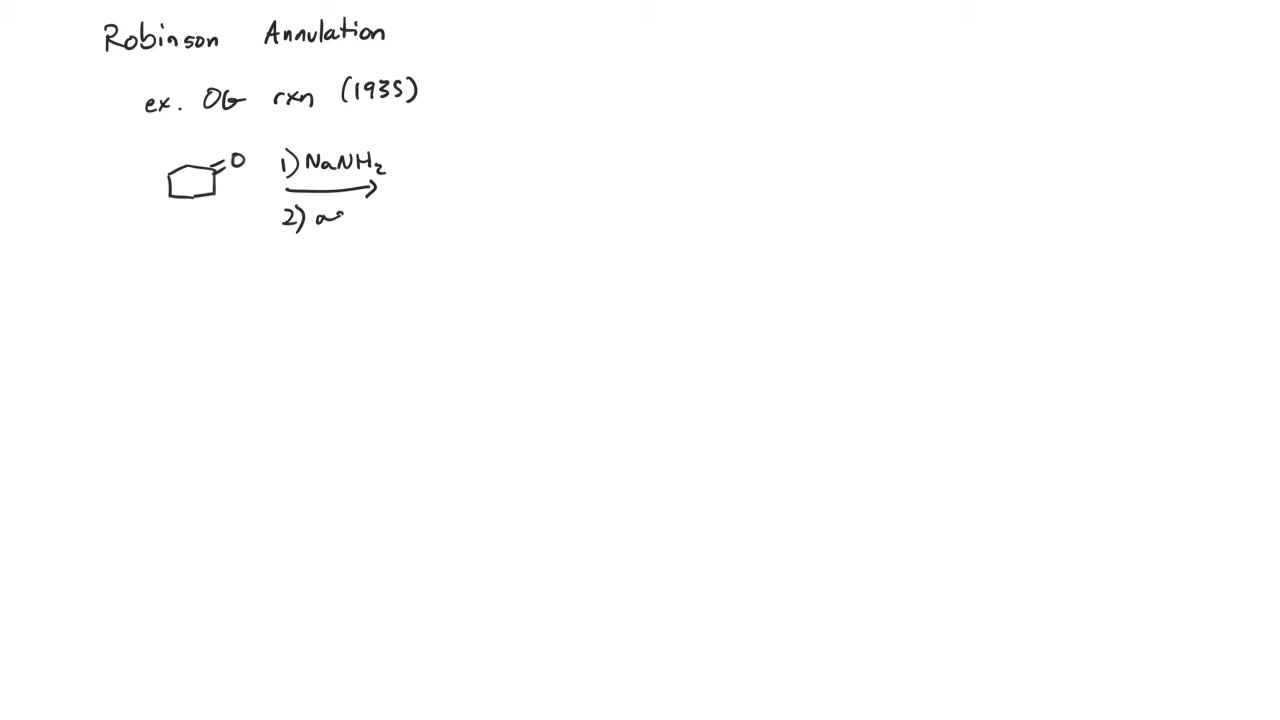 Robinson Annulation
ex. OG rxn (1935)
O 1) NaNH2
2)